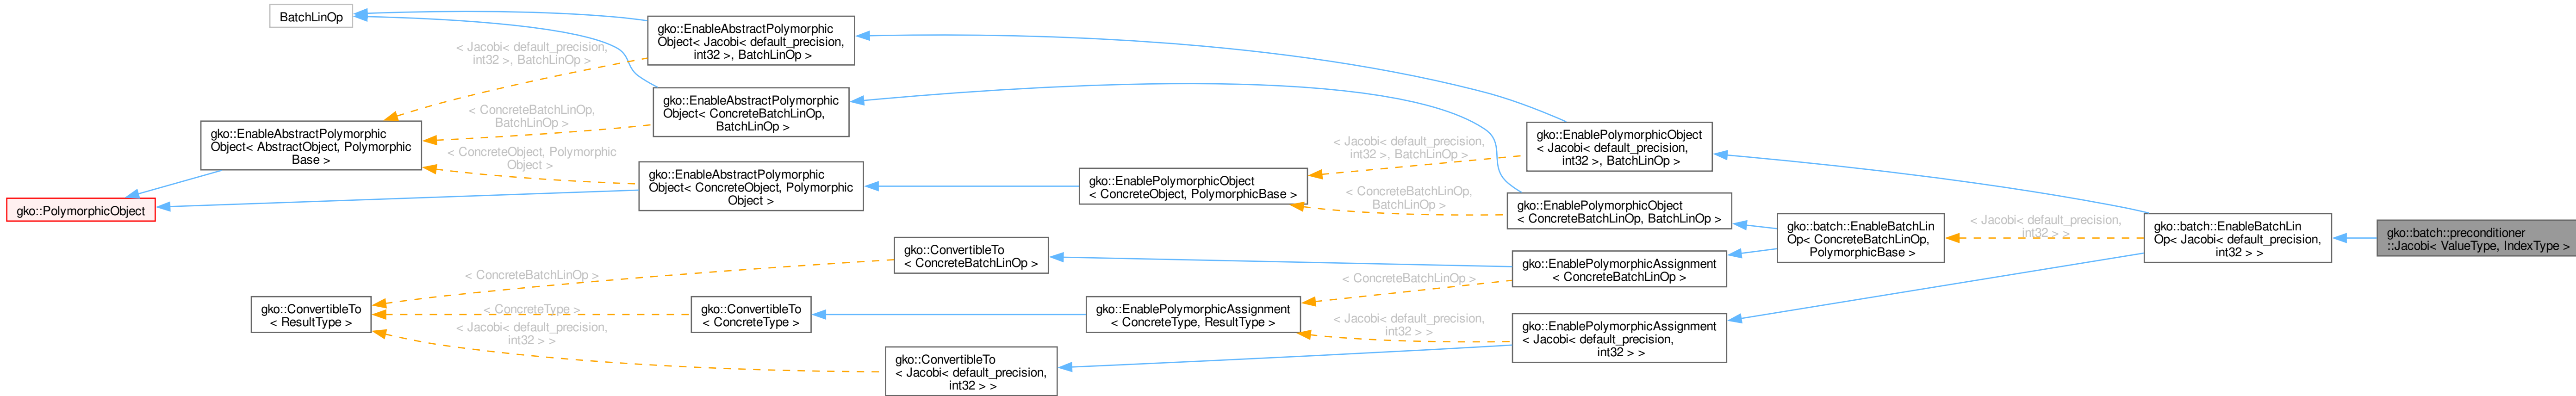 BatchLinOp
gko::EnableAbstractPolymorphic
Object< Jacobi< default_precision,
int32 >, BatchLinOp >
< Jacobi< default_precision,
int32 >, BatchLinOp >
gko::EnableAbstractPolymorphic
Object< ConcreteBatchLinOp,
BatchLinOp >
< ConcreteBatchLinOp,
BatchLinOp >
gko::EnableAbstractPolymorphic
Object< AbstractObject, Polymorphic
Base >
< ConcreteObject, Polymorphic
Object >
gko::EnableAbstractPolymorphic
Object< ConcreteObject, Polymorphic
Object >
gko::PolymorphicObject
gko::EnablePolymorphicObject
< ConcreteObject, PolymorphicBase >
< Jacobi< default_precision,
int32 >, BatchLinOp >
< ConcreteBatchLinOp,
BatchLinOp >
gko::EnablePolymorphicObject
< Jacobi< default_precision,
int32 >, BatchLinOp >
gko::EnablePolymorphicObject
< ConcreteBatchLinOp, BatchLinOp >
gko::batch::EnableBatchLin
Op< ConcreteBatchLinOp,
PolymorphicBase >
< Jacobi< default_precision,
int32 > >
gko::batch::EnableBatchLin
Op< Jacobi< default_precision,
int32 > >
gko::batch::preconditioner
::Jacobi< ValueType, IndexType >
gko::ConvertibleTo
< ConcreteBatchLinOp >
gko::EnablePolymorphicAssignment
< ConcreteBatchLinOp >
< ConcreteBatchLinOp >
< ConcreteBatchLinOp >
gko::ConvertibleTo
< ResultType >
< ConcreteType >
gko::ConvertibleTo
< ConcreteType >
gko::EnablePolymorphicAssignment
< ConcreteType, ResultType >
< Jacobi< default_precision,
int32 > >
< Jacobi< default_precision,
int32 > >
gko::EnablePolymorphicAssignment
< Jacobi< default_precision,
int32 > >
gko::ConvertibleTo
< Jacobi< default_precision,
int32 > >